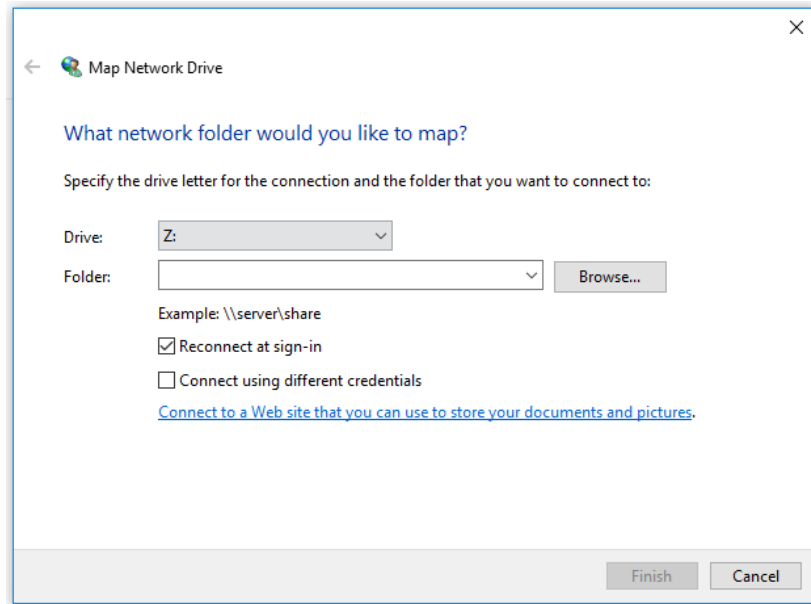 Map Network Drive
What network folder would you like to map?
Specify the drive letter for the connection and the folder that you want to connect to:
Drive: Z:
Folder: Browse...
Example: \\server\share
Reconnect at sign-in
Connect using different credentials
Connect to a Web site that you can use to store your documents and pictures.
Finish Cancel